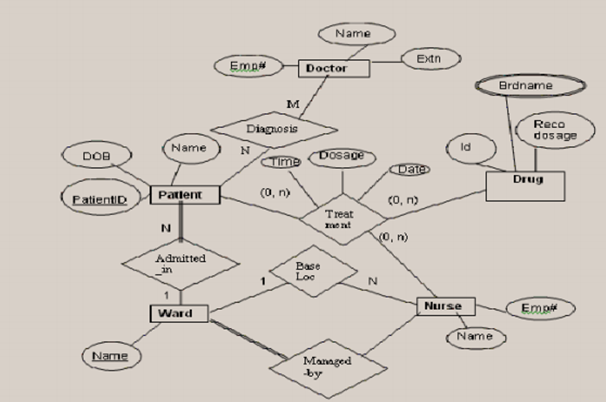 Name
Emp#
Doctor
Extn
Brdname
M
Diagnosis
Reco
dosage
DOB
Name
N
Time
Dosage
Date
Id
Drug
PatientID
Patient
(0, n)
(0, n)
Treat
ment
N
(0, n)
Admitted
_in
1
Base
Loc
N
1
Ward
Nurse
Emp#
Name
Name
Managed
-by